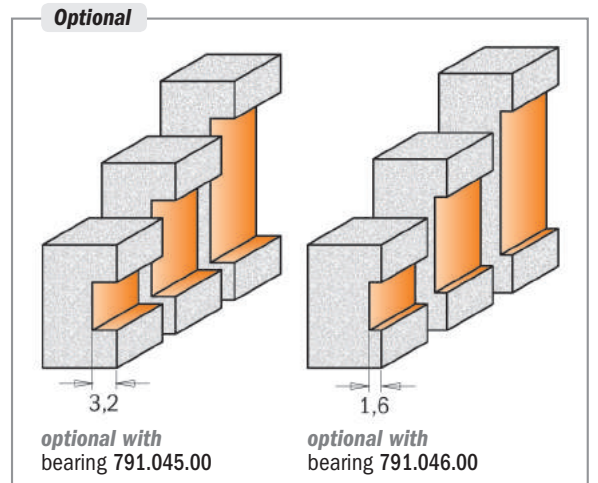 Optional
3,2
1,6
optional with
bearing 791.045.00
optional with
bearing 791.046.00